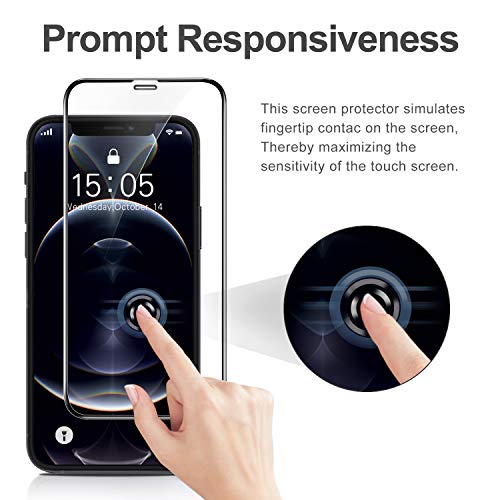 Prompt Responsiveness
This screen protector simulates
fingertip contac on the screen,
Thereby maximizing the
sensitivity of the touch screen.
15:05
Wednesday,October, 14